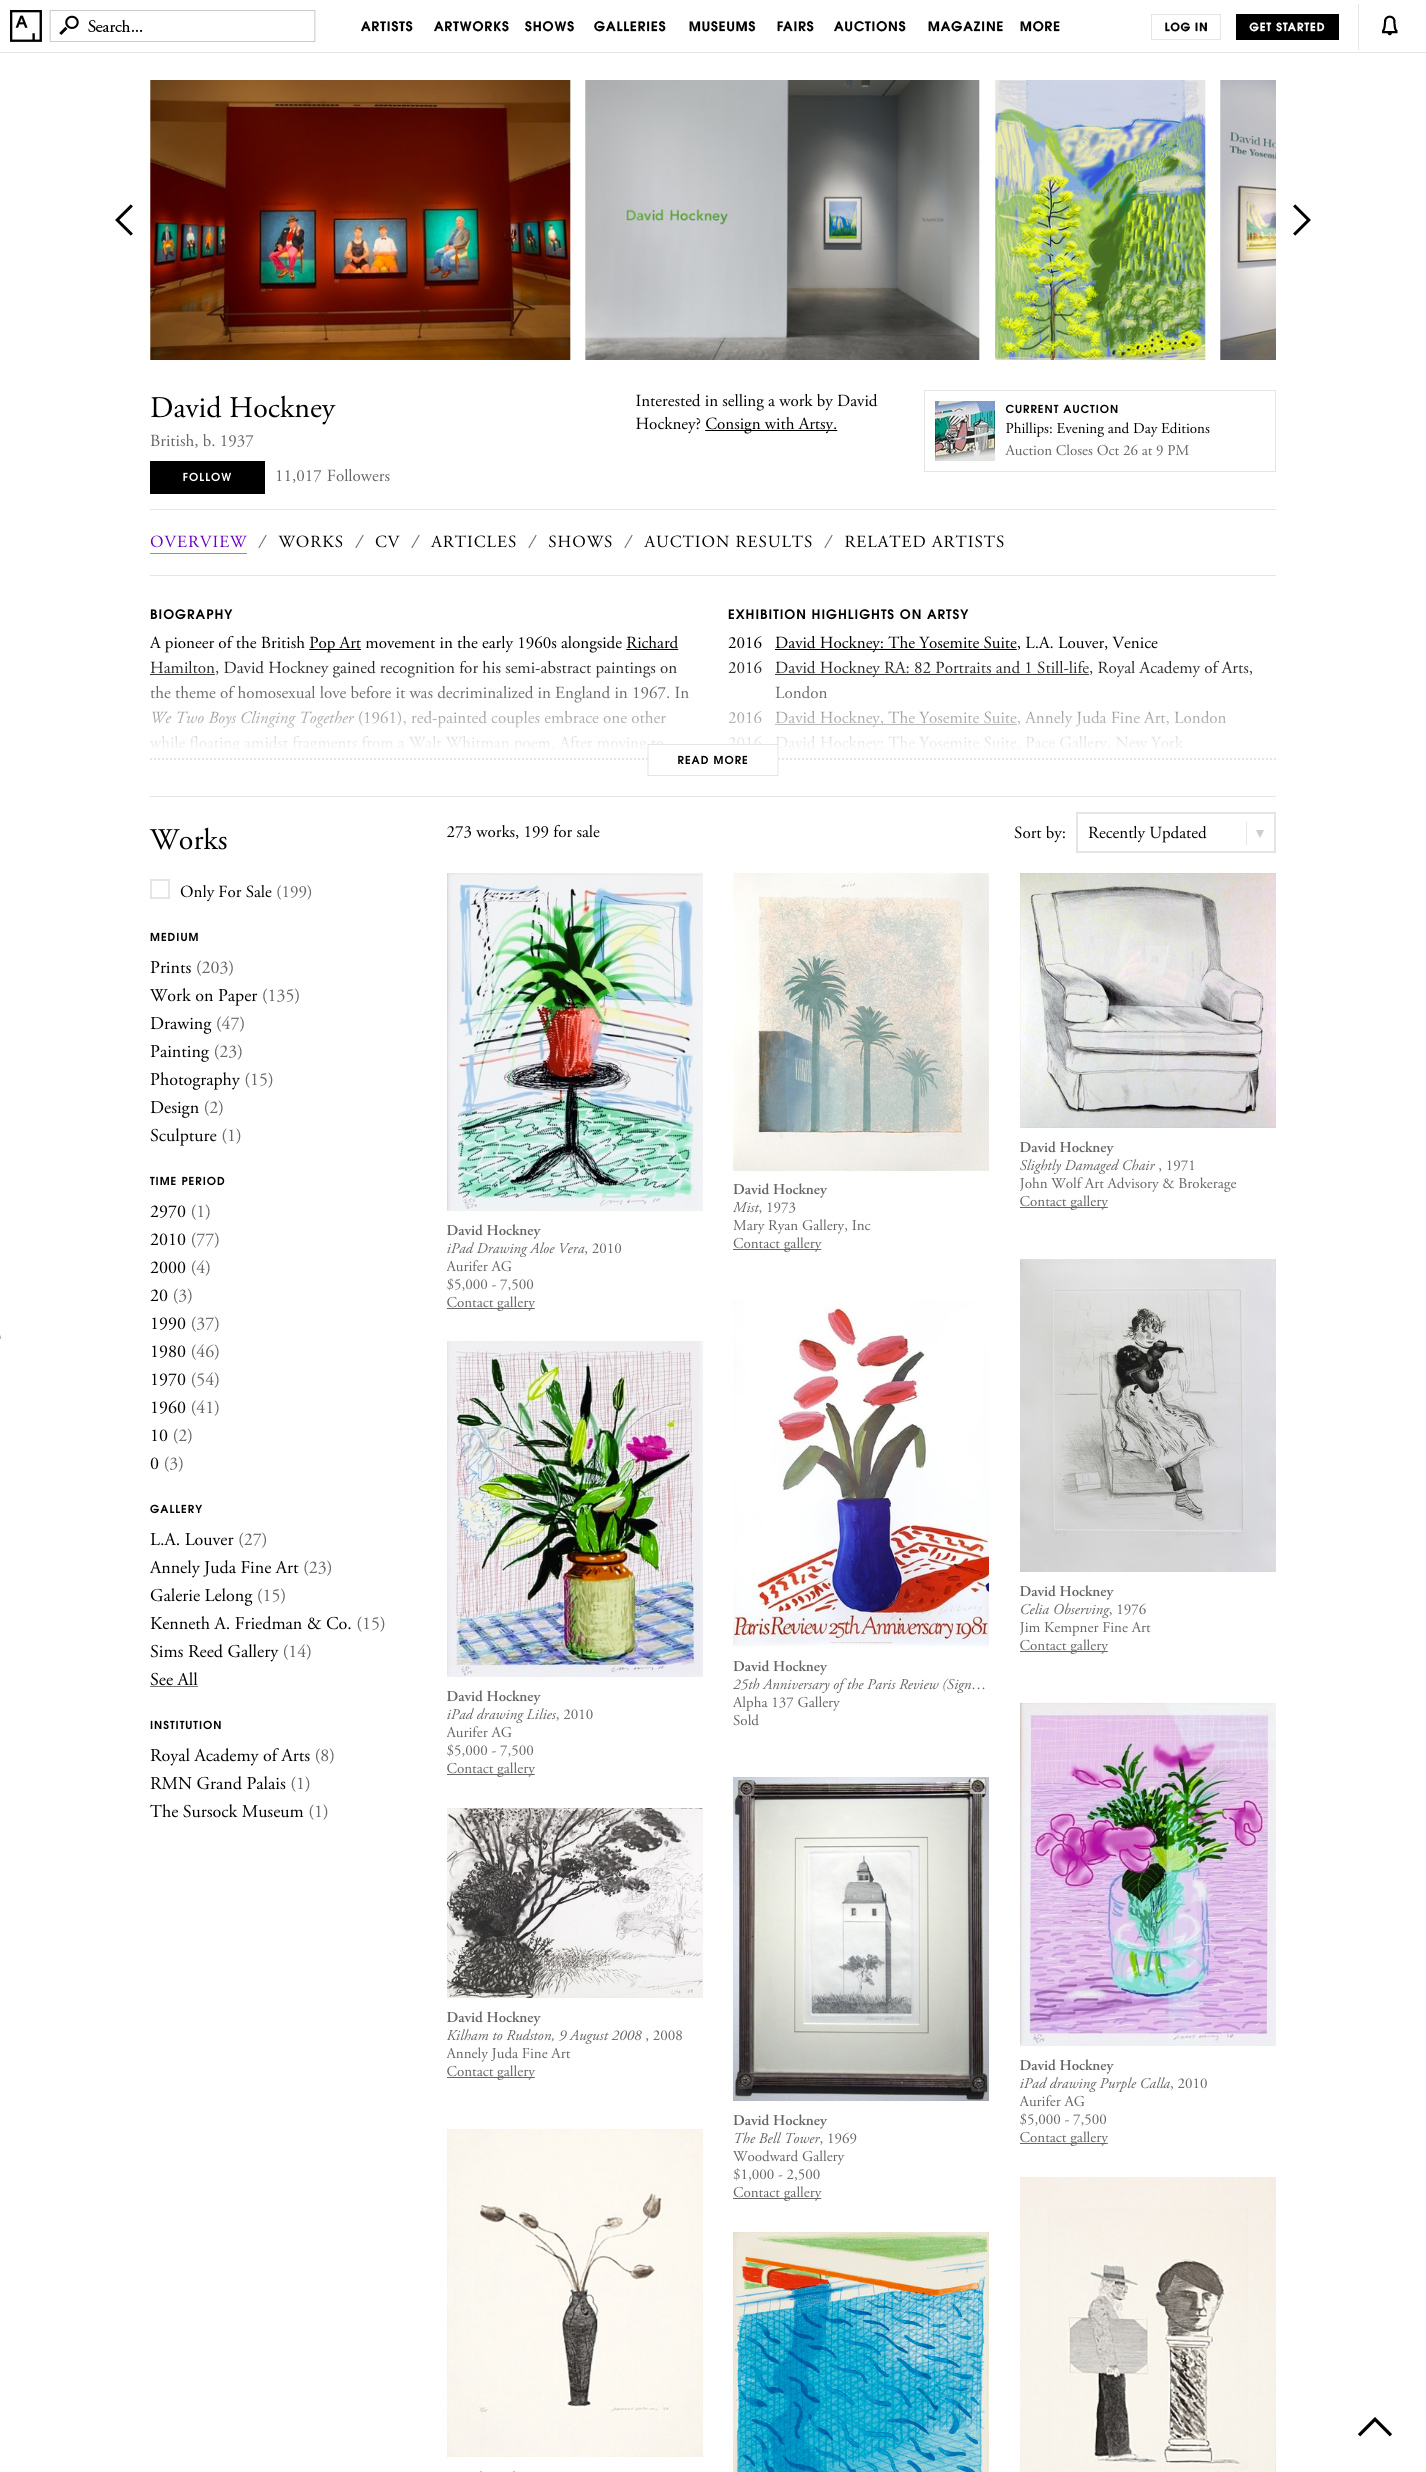 A
Search...
ARTISTS ARTWORKS SHOWS GALLERIES MUSEUMS FAIRS AUCTIONS MAGAZINE MORE
LOG IN
GET STARTED
David Hockney
David Ho
The Yosemi
David Hockney
British, b. 1937
FOLLOW
11,017 Followers
Interested in selling a work by David
Hockney? Consign with Artsy.
CURRENT AUCTION
Phillips: Evening and Day Editions
Auction Closes Oct 26 at 9 PM
OVERVIEW / WORKS / CV / ARTICLES / SHOWS / AUCTION RESULTS / RELATED ARTISTS
BIOGRAPHY
A pioneer of the British Pop Art movement in the early 1960s alongside Richard
Hamilton, David Hockney gained recognition for his semi-abstract paintings on
the theme of homosexual love before it was decriminalized in England in 1967. In
We Two Boys Clinging Together (1961), red-painted couples embrace one other
while floating amidst fragments from a Walt Whitman poem. After moving to
EXHIBITION HIGHLIGHTS ON ARTSY
2016 David Hockney: The Yosemite Suite, L.A. Louver, Venice
2016 David Hockney RA: 82 Portraits and 1 Still-life, Royal Academy of Arts,
London
2016 David Hockney, The Yosemite Suite, Annely Juda Fine Art, London
2016 David Hockney: The Yosemite Suite, Pace Gallery, New York
READ MORE
Works
Only For Sale (199)
MEDIUM
Prints (203)
Work on Paper (135)
Drawing (47)
Painting (23)
Photography (15)
Design (2)
Sculpture (1)
TIME PERIOD
2970 (1)
2010 (77)
2000 (4)
20 (3)
1990 (37)
1980 (46)
1970 (54)
1960 (41)
10 (2)
0 (3)
GALLERY
L.A. Louver (27)
Annely Juda Fine Art (23)
Galerie Lelong (15)
Kenneth A. Friedman & Co. (15)
Sims Reed Gallery (14)
See All
INSTITUTION
Royal Academy of Arts (8)
RMN Grand Palais (1)
The Sursock Museum (1)
273 works, 199 for sale
Sort by: Recently Updated
David Hockney
iPad Drawing Aloe Vera, 2010
Aurifer AG
$5,000 - 7,500
Contact gallery
David Hockney
iPad drawing Lilies, 2010
Aurifer AG
$5,000 - 7,500
Contact gallery
David Hockney
Kilham to Rudston, 9 August 2008 , 2008
Annely Juda Fine Art
Contact gallery
David Hockney
Mist, 1973
Mary Ryan Gallery, Inc
Contact gallery
Paris Review 25th Anniversary 1981
David Hockney
25th Anniversary of the Paris Review (Sign…
Alpha 137 Gallery
Sold
David Hockney
The Bell Tower, 1969
Woodward Gallery
$1,000 - 2,500
Contact gallery
David Hockney
Slightly Damaged Chair , 1971
John Wolf Art Advisory & Brokerage
Contact gallery
David Hockney
Celia Observing, 1976
Jim Kempner Fine Art
Contact gallery
David Hockney
iPad drawing Purple Calla, 2010
Aurifer AG
$5,000 - 7,500
Contact gallery